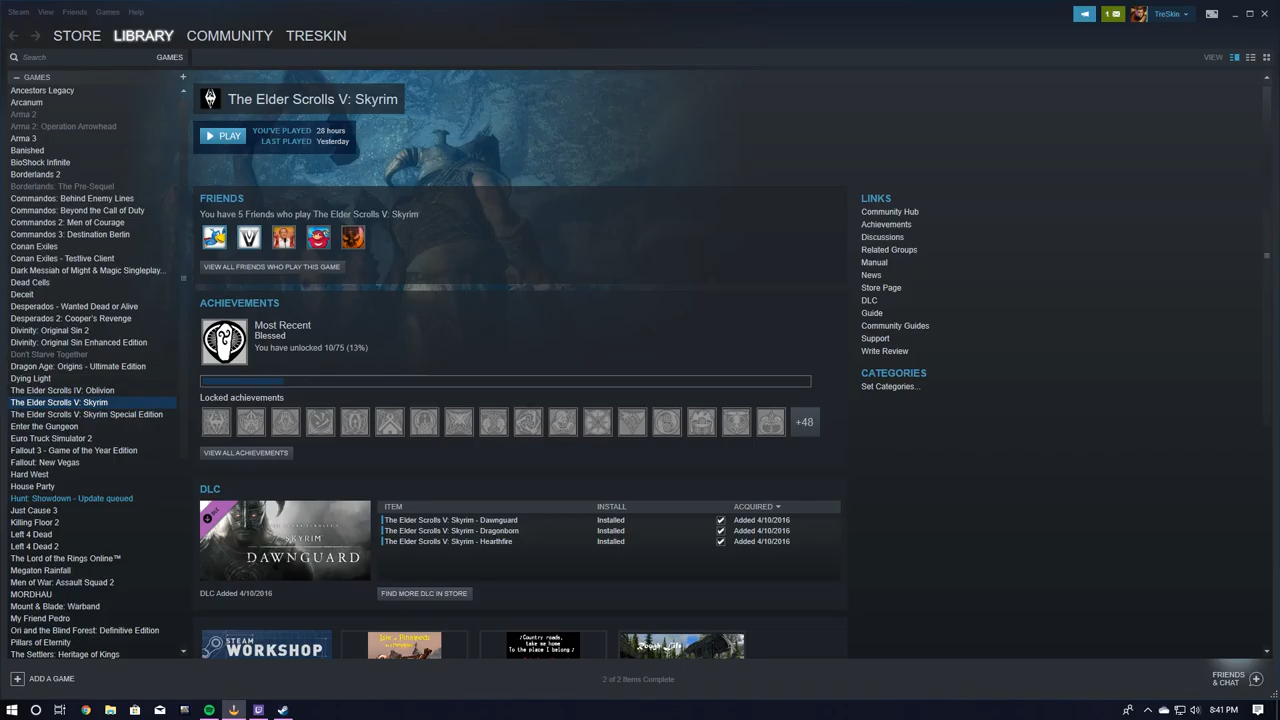 Steam View Friends Games Help
1
TreSkin
STORE LIBRARY COMMUNITY TRESKIN
Search GAMES VIEW
GAMES
Ancestors Legacy
Arcanum
Arma 2
Arma 2: Operation Arrowhead
Arma 3
Banished
BioShock Infinite
Borderlands 2
Borderlands: The Pre-Sequel
Commandos: Behind Enemy Lines
Commandos: Beyond the Call of Duty
Commandos 2: Men of Courage
Commandos 3: Destination Berlin
Conan Exiles
Conan Exiles - Testlive Client
Dark Messiah of Might & Magic Singleplay...
Dead Cells
Deceit
Desperados - Wanted Dead or Alive
Desperados 2: Cooper's Revenge
Divinity: Original Sin 2
Divinity: Original Sin Enhanced Edition
Don't Starve Together
Dragon Age: Origins - Ultimate Edition
Dying Light
The Elder Scrolls IV: Oblivion
The Elder Scrolls V: Skyrim
The Elder Scrolls V: Skyrim Special Edition
Enter the Gungeon
Euro Truck Simulator 2
Fallout 3 - Game of the Year Edition
Fallout: New Vegas
Hard West
House Party
Hunt: Showdown - Update queued
Just Cause 3
Killing Floor 2
Left 4 Dead
Left 4 Dead 2
The Lord of the Rings Online™
Megaton Rainfall
Men of War: Assault Squad 2
MORDHAU
Mount & Blade: Warband
My Friend Pedro
Ori and the Blind Forest: Definitive Edition
Pillars of Eternity
The Settlers: Heritage of Kings
The Elder Scrolls V: Skyrim
PLAY
YOU'VE PLAYED 28 hours
LAST PLAYED Yesterday
FRIENDS
You have 5 Friends who play The Elder Scrolls V: Skyrim
VIEW ALL FRIENDS WHO PLAY THIS GAME
ACHIEVEMENTS
Most Recent
Blessed
You have unlocked 10/75 (13%)
Locked achievements
+48
VIEW ALL ACHIEVEMENTS
DLC
SKYRIM
DAWNGUARD
DLC Added 4/10/2016
ITEM INSTALL ACQUIRED
The Elder Scrolls V: Skyrim - Dawnguard Installed Added 4/10/2016
The Elder Scrolls V: Skyrim - Dragonborn Installed Added 4/10/2016
The Elder Scrolls V: Skyrim - Hearthfire Installed Added 4/10/2016
FIND MORE DLC IN STORE
STEAM
WORKSHOP
Country roads,
take me home
To the place I belong
LINKS
Community Hub
Achievements
Discussions
Related Groups
Manual
News
Store Page
DLC
Guide
Community Guides
Support
Write Review
CATEGORIES
Set Categories...
ADD A GAME
2 of 2 Items Complete
FRIENDS
& CHAT
8:41 PM